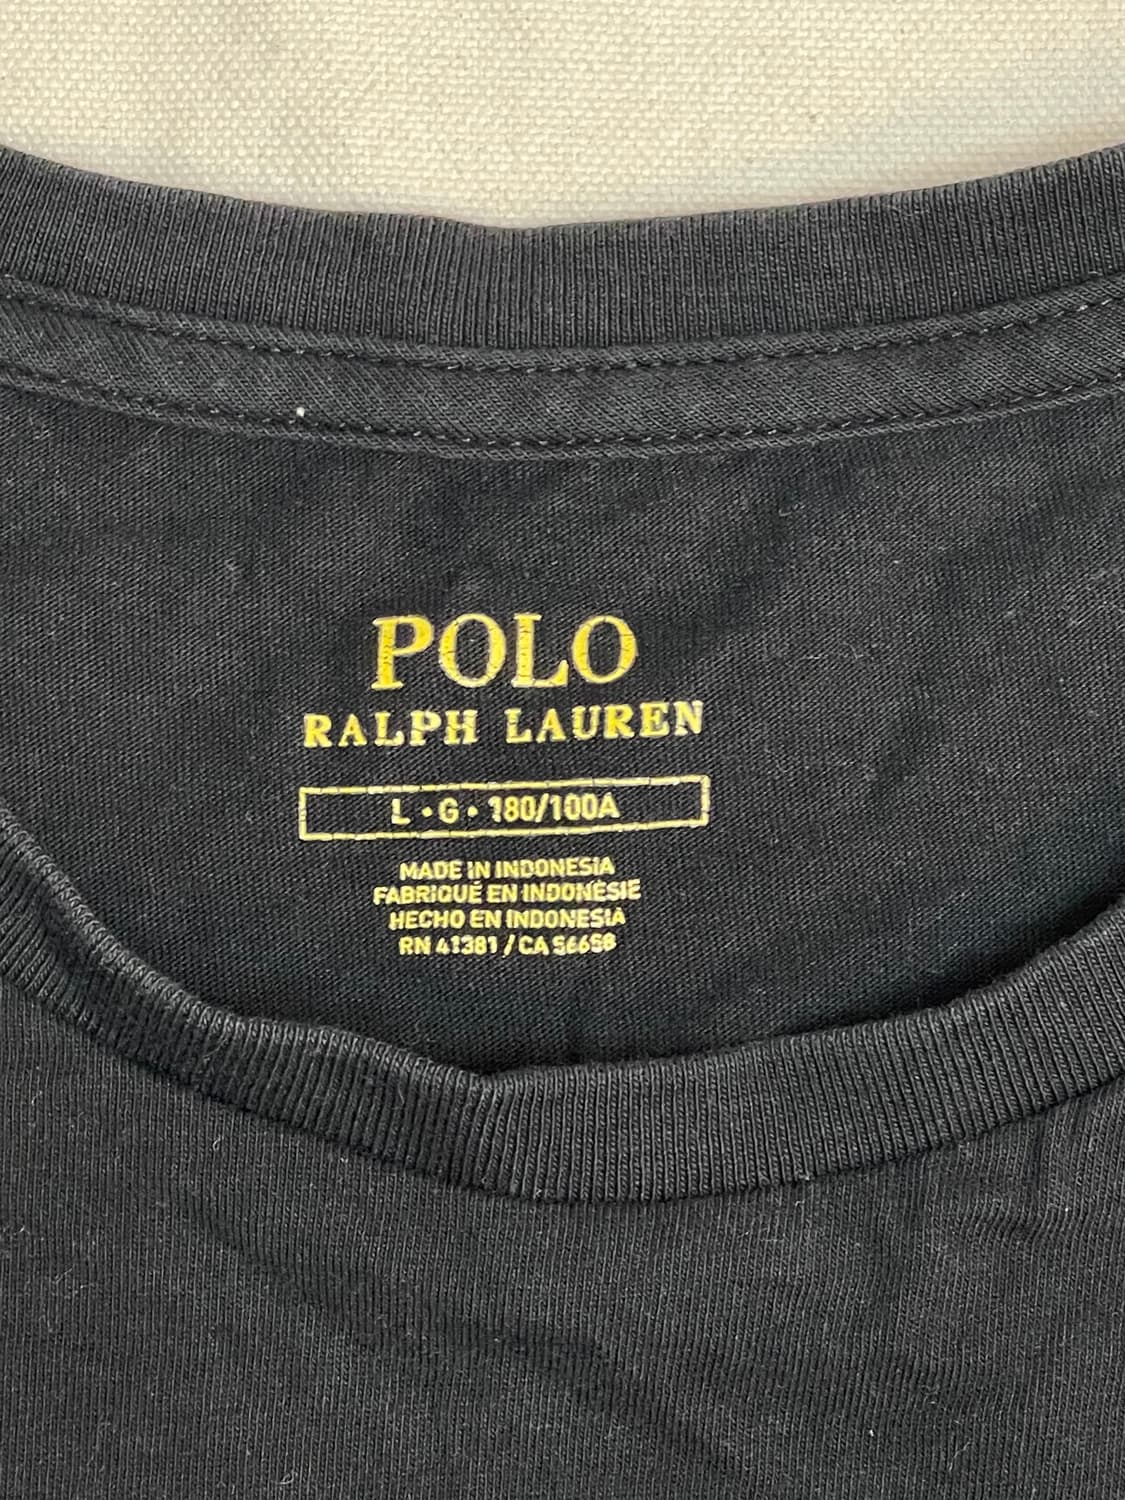 POLO
RALPH LAUREN
L • G • 180/100A
MADE IN INDONESIA
FABRIQUÉ EN INDONÉSIE
HECHO EN INDONESIA
RN 41381 / CA 56658